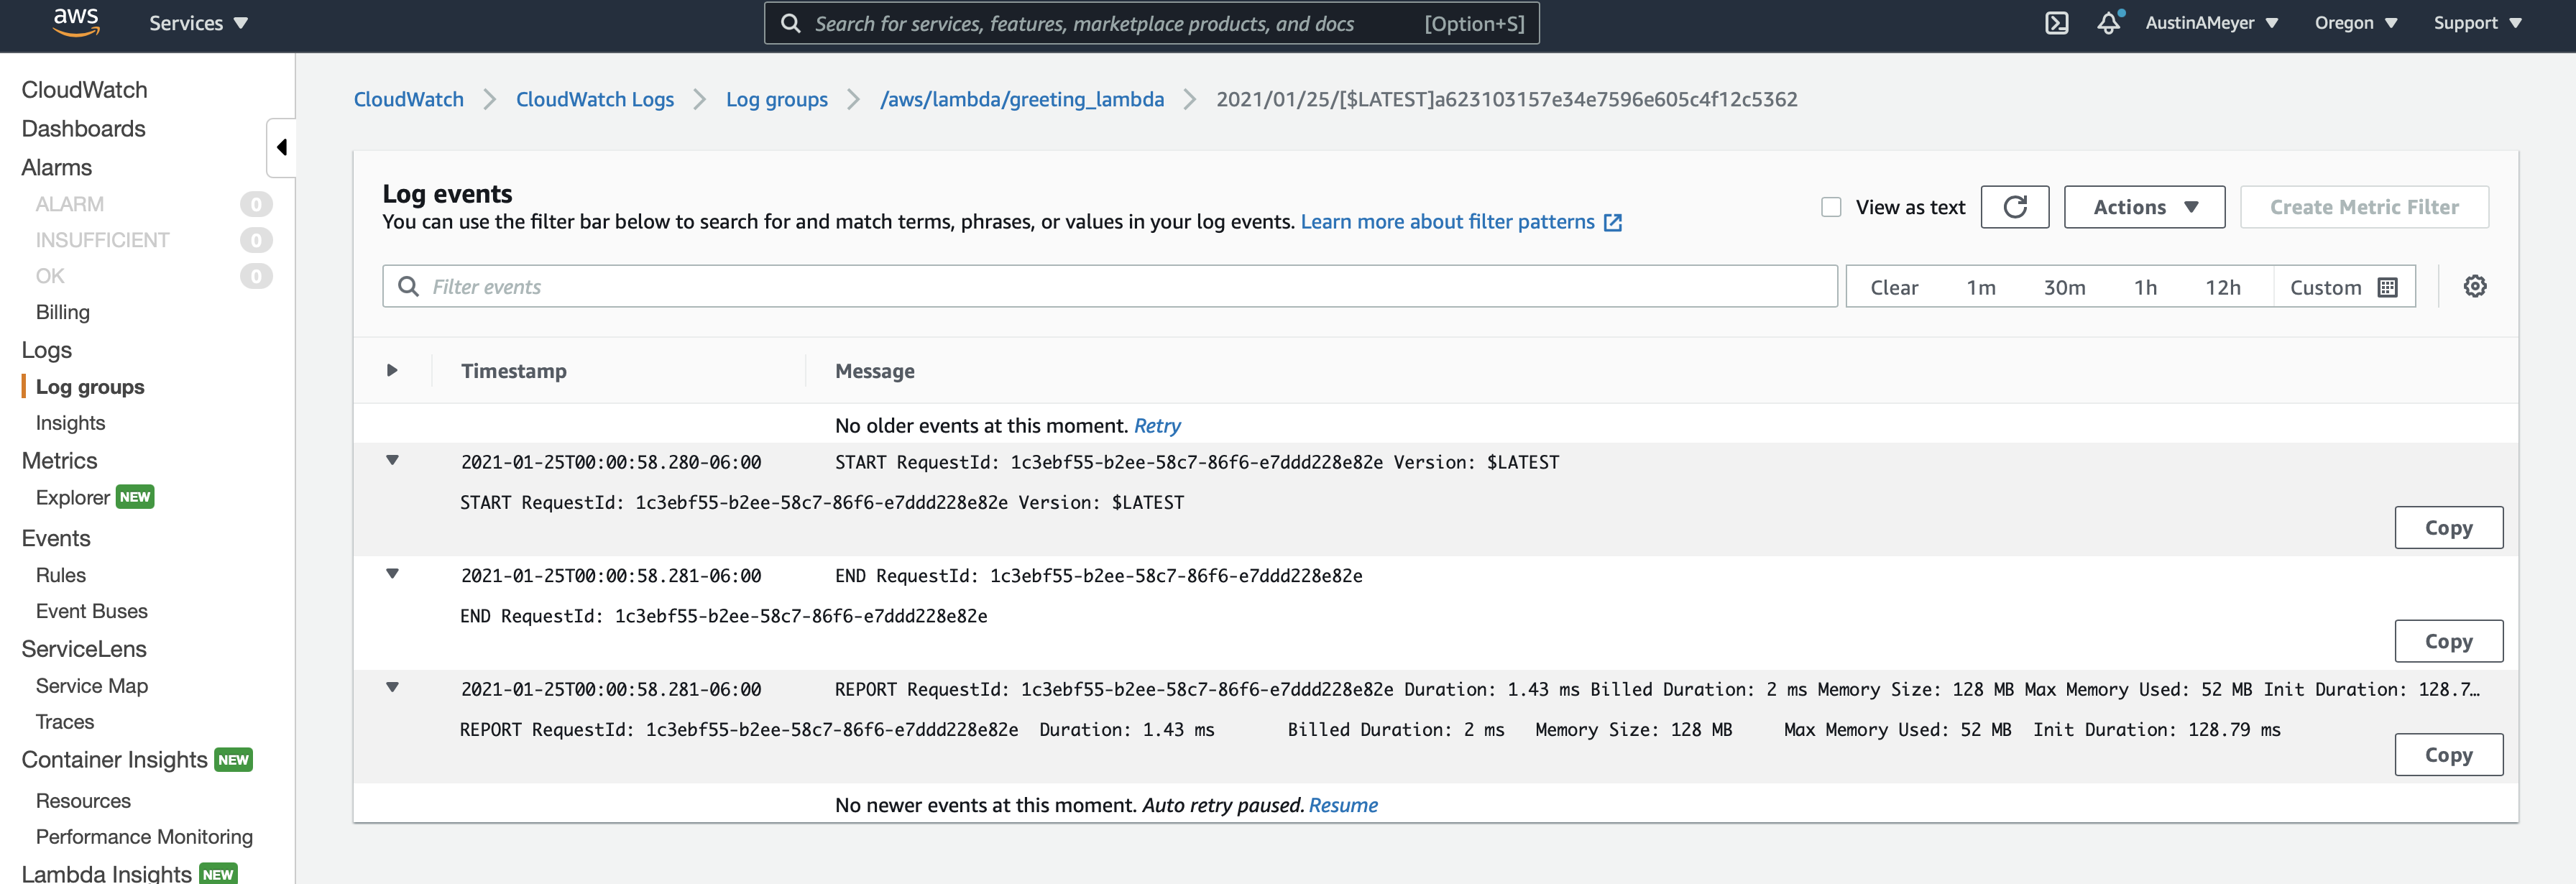 aws
Services
Search for services, features, marketplace products, and docs [Option+S]
AustinAMeyer
Oregon
Support
CloudWatch
Dashboards
Alarms
ALARM 0
INSUFFICIENT 0
OK 0
Billing
Logs
Log groups
Insights
Metrics
Explorer NEW
Events
Rules
Event Buses
ServiceLens
Service Map
Traces
Container Insights NEW
Resources
Performance Monitoring
Lambda Insights NEW
CloudWatch CloudWatch Logs Log groups /aws/lambda/greeting_lambda 2021/01/25/[$LATEST]a623103157e34e7596e605c4f12c5362
Log events
You can use the filter bar below to search for and match terms, phrases, or values in your log events. Learn more about filter patterns
View as text
Actions
Create Metric Filter
Filter events
Clear 1m 30m 1h 12h Custom
Timestamp Message
No older events at this moment. Retry
2021-01-25T00:00:58.280-06:00 START RequestId: 1c3ebf55-b2ee-58c7-86f6-e7ddd228e82e Version: $LATEST
START RequestId: 1c3ebf55-b2ee-58c7-86f6-e7ddd228e82e Version: $LATEST
Copy
2021-01-25T00:00:58.281-06:00 END RequestId: 1c3ebf55-b2ee-58c7-86f6-e7ddd228e82e
END RequestId: 1c3ebf55-b2ee-58c7-86f6-e7ddd228e82e
Copy
2021-01-25T00:00:58.281-06:00 REPORT RequestId: 1c3ebf55-b2ee-58c7-86f6-e7ddd228e82e Duration: 1.43 ms Billed Duration: 2 ms Memory Size: 128 MB Max Memory Used: 52 MB Init Duration: 128.7…
REPORT RequestId: 1c3ebf55-b2ee-58c7-86f6-e7ddd228e82e Duration: 1.43 ms Billed Duration: 2 ms Memory Size: 128 MB Max Memory Used: 52 MB Init Duration: 128.79 ms
Copy
No newer events at this moment. Auto retry paused. Resume